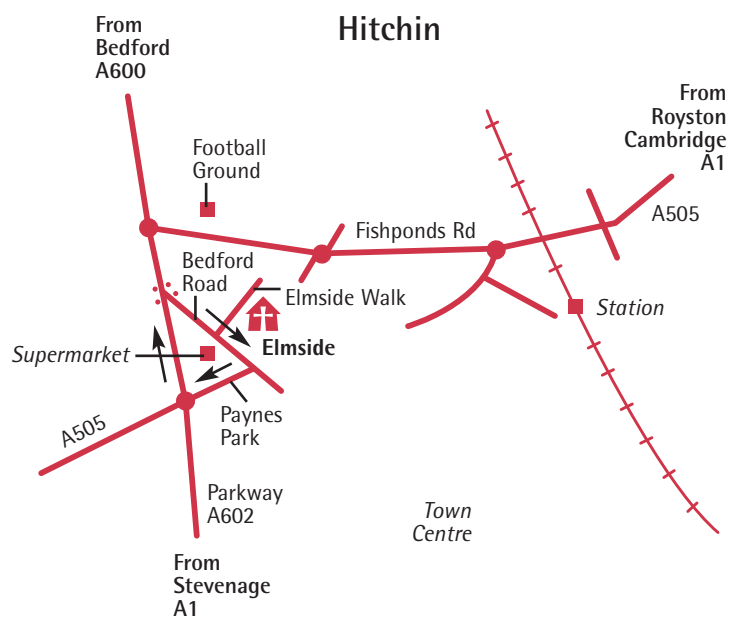 Hitchin
From
Bedford
A600
From
Royston
Cambridge
A1
Football
Ground
A505
Fishponds Rd
Bedford
Road
Elmside Walk
Station
Supermarket
Elmside
Paynes
Park
A505
Parkway
A602
Town
Centre
From
Stevenage
A1